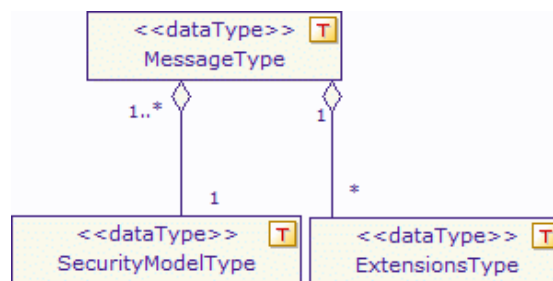 <<dataType>> T
MessageType
1..*
1
1
*
<<dataType>> T
SecurityModelType
<<dataType>> T
ExtensionsType